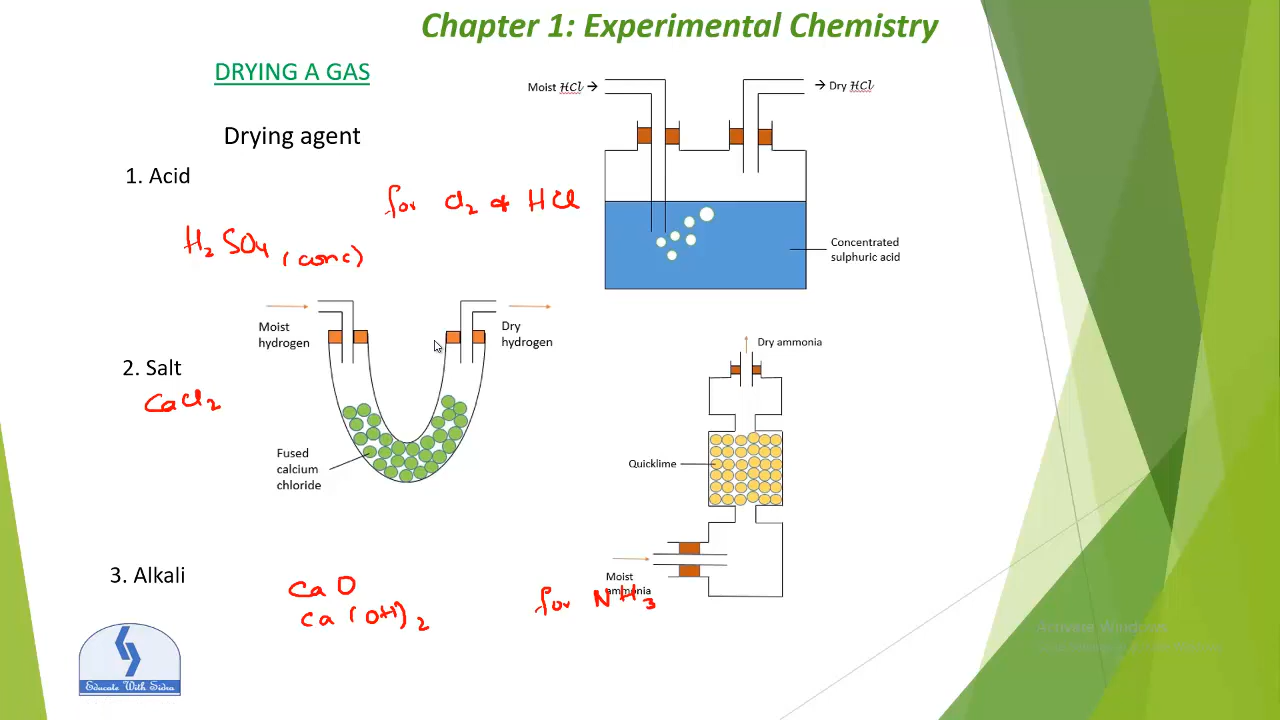 Chapter 1: Experimental Chemistry
DRYING A GAS
Moist HCl →
→ Dry HCl
Drying agent
1. Acid
for Cl₂ & HCl
H₂SO₄ (conc)
Concentrated
sulphuric acid
Moist
hydrogen
Dry
hydrogen
2. Salt
CaCl₂
Fused
calcium
chloride
Dry ammonia
Quicklime
3. Alkali
CaO
Ca(OH)₂
Moist
ammonia
for NH₃
Educate With Sidra
Activate Windows